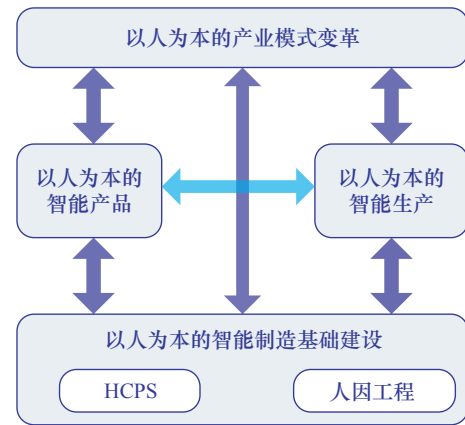 以人为本的产业模式变革
以人为本的
智能产品
以人为本的
智能生产
以人为本的智能制造基础建设
HCPS
人因工程